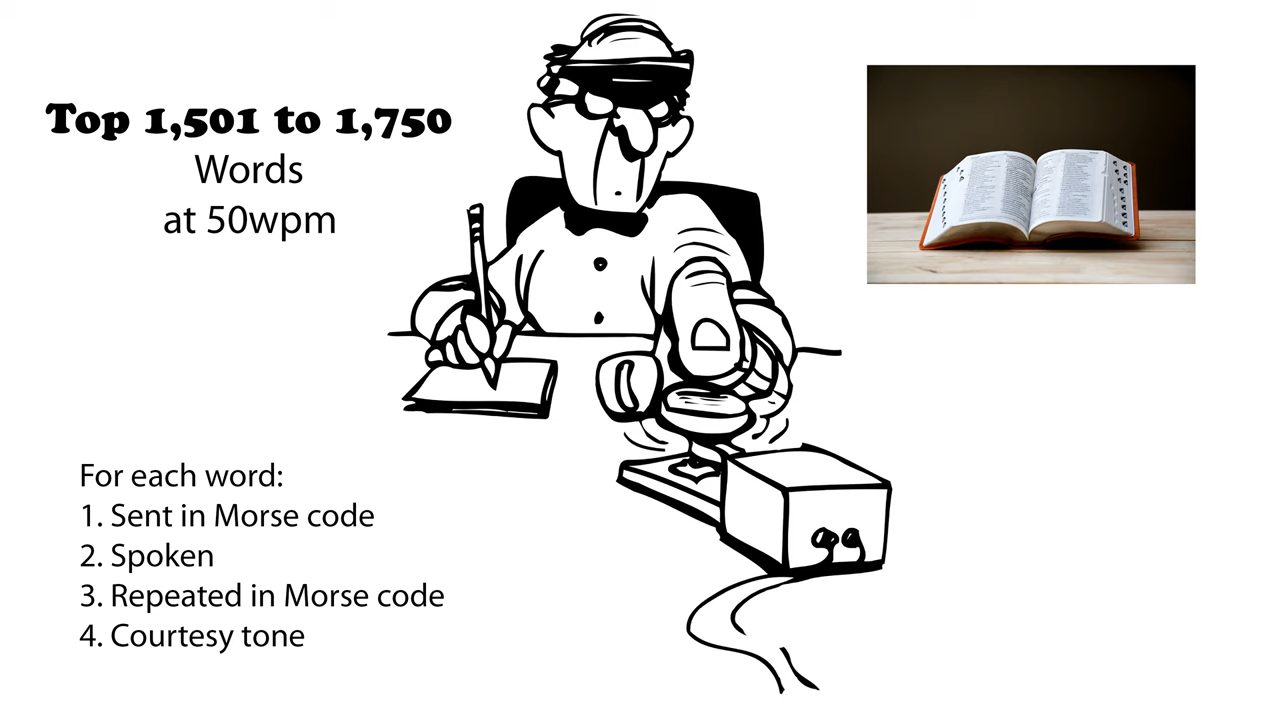 Top 1,501 to 1,750
Words
at 50wpm
For each word:
1. Sent in Morse code
2. Spoken
3. Repeated in Morse code
4. Courtesy tone